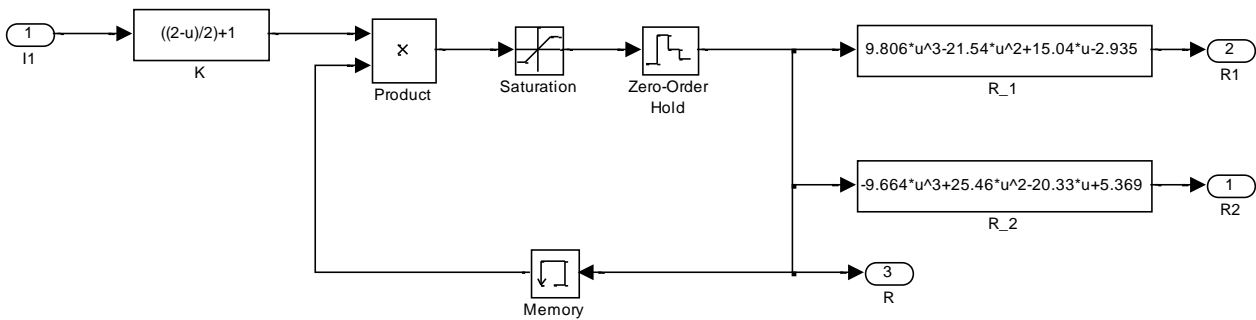 1
I1
((2-u)/2)+1
K
x
Product
Saturation
Zero-Order
Hold
9.806*u^3-21.54*u^2+15.04*u-2.935
R_1
2
R1
-9.664*u^3+25.46*u^2-20.33*u+5.369
R_2
1
R2
Memory
3
R